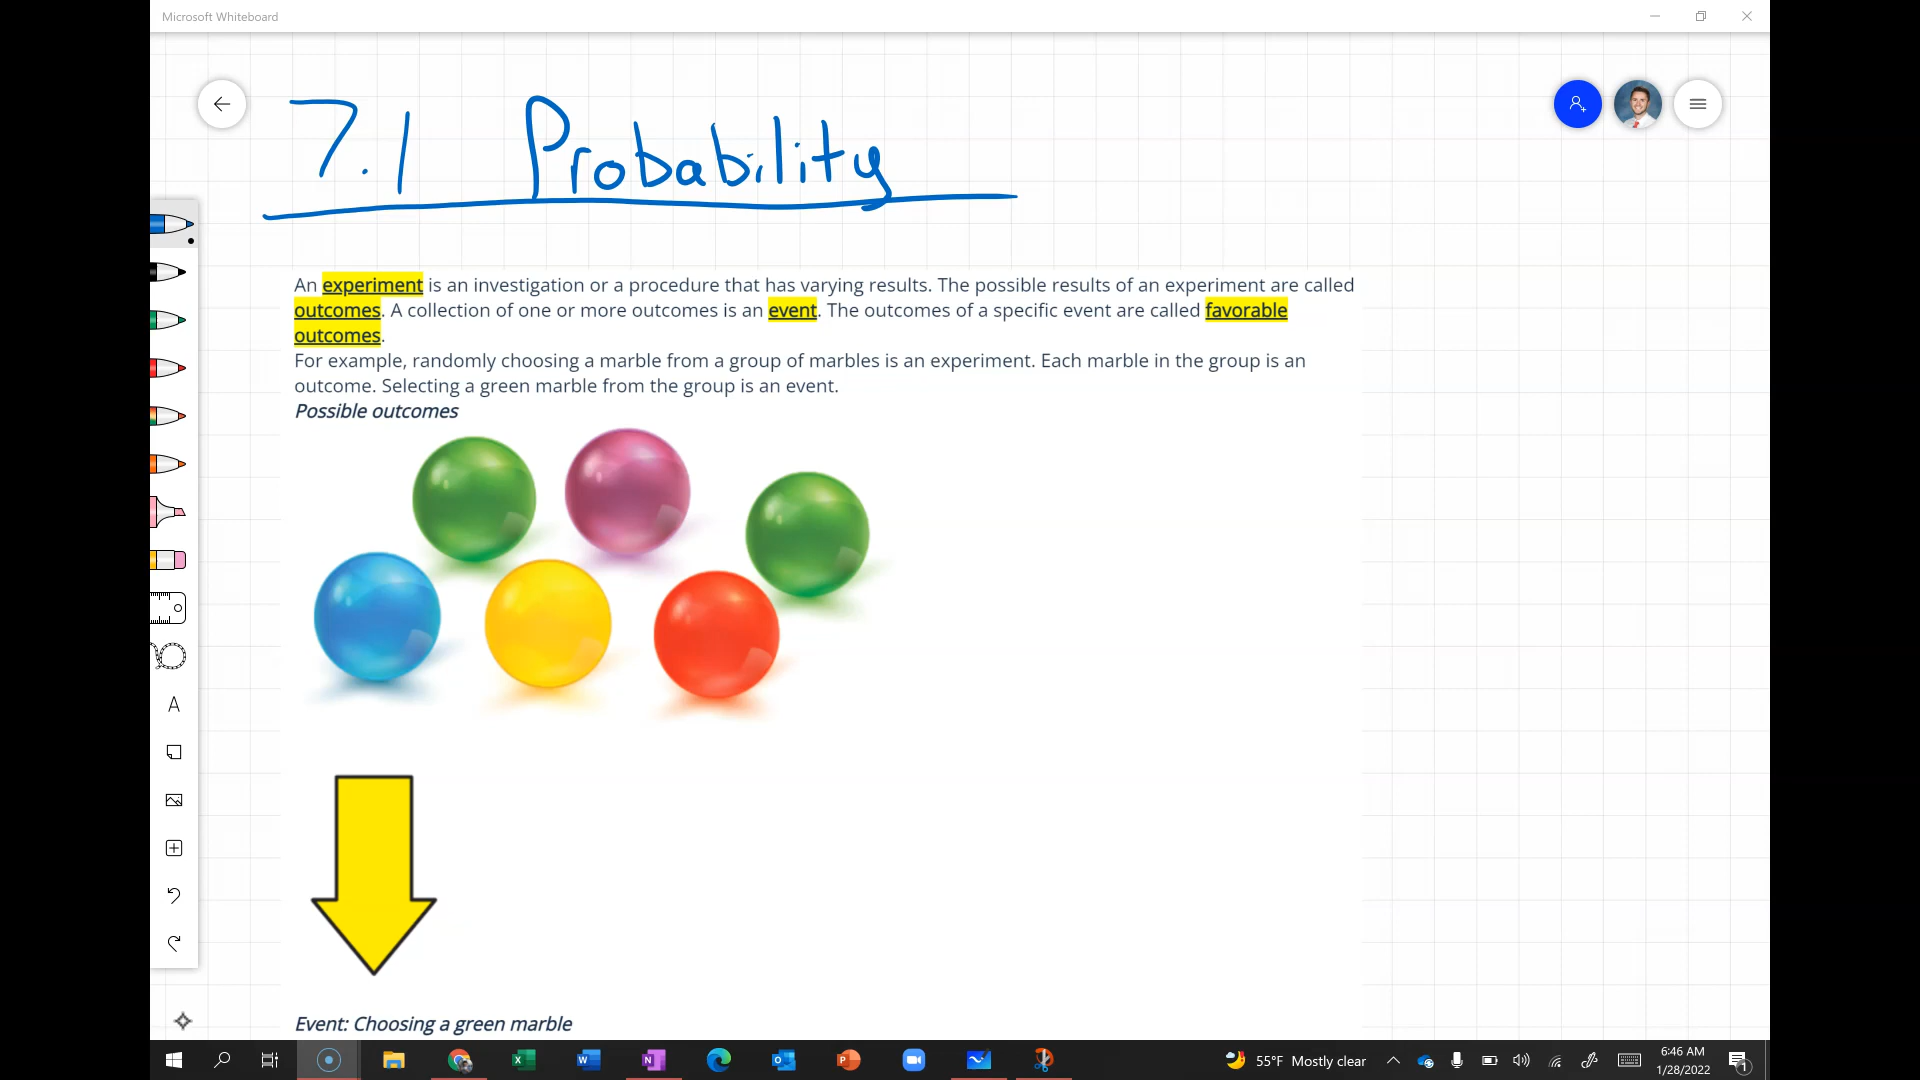 Microsoft Whiteboard
7.1 Probability
An experiment is an investigation or a procedure that has varying results. The possible results of an experiment are called
outcomes. A collection of one or more outcomes is an event. The outcomes of a specific event are called favorable
outcomes.
For example, randomly choosing a marble from a group of marbles is an experiment. Each marble in the group is an
outcome. Selecting a green marble from the group is an event.
Possible outcomes
Event: Choosing a green marble
55°F Mostly clear
6:46 AM
1/28/2022
1